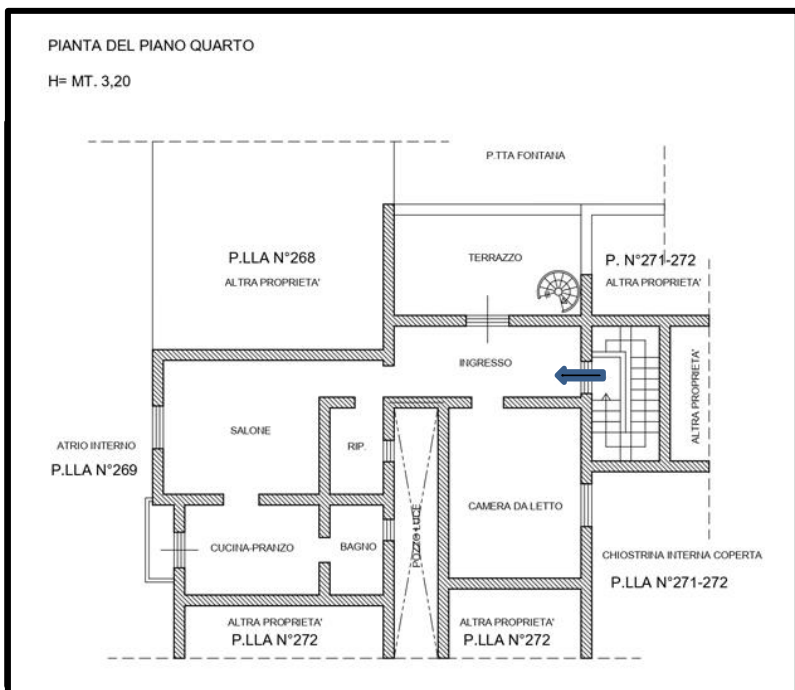 PIANTA DEL PIANO QUARTO
H= MT. 3,20
P.TTA FONTANA
P.LLA N°268
ALTRA PROPRIETA'
TERRAZZO
P. N°271-272
ALTRA PROPRIETA'
INGRESSO
ALTRA PROPRIETA'
SALONE
ATRIO INTERNO
P.LLA N°269
RIP.
CAMERA DA LETTO
POZZO LUCE
CUCINA-PRANZO
BAGNO
CHIOSTRINA INTERNA COPERTA
P.LLA N°271-272
ALTRA PROPRIETA'
P.LLA N°272
ALTRA PROPRIETA'
P.LLA N°272